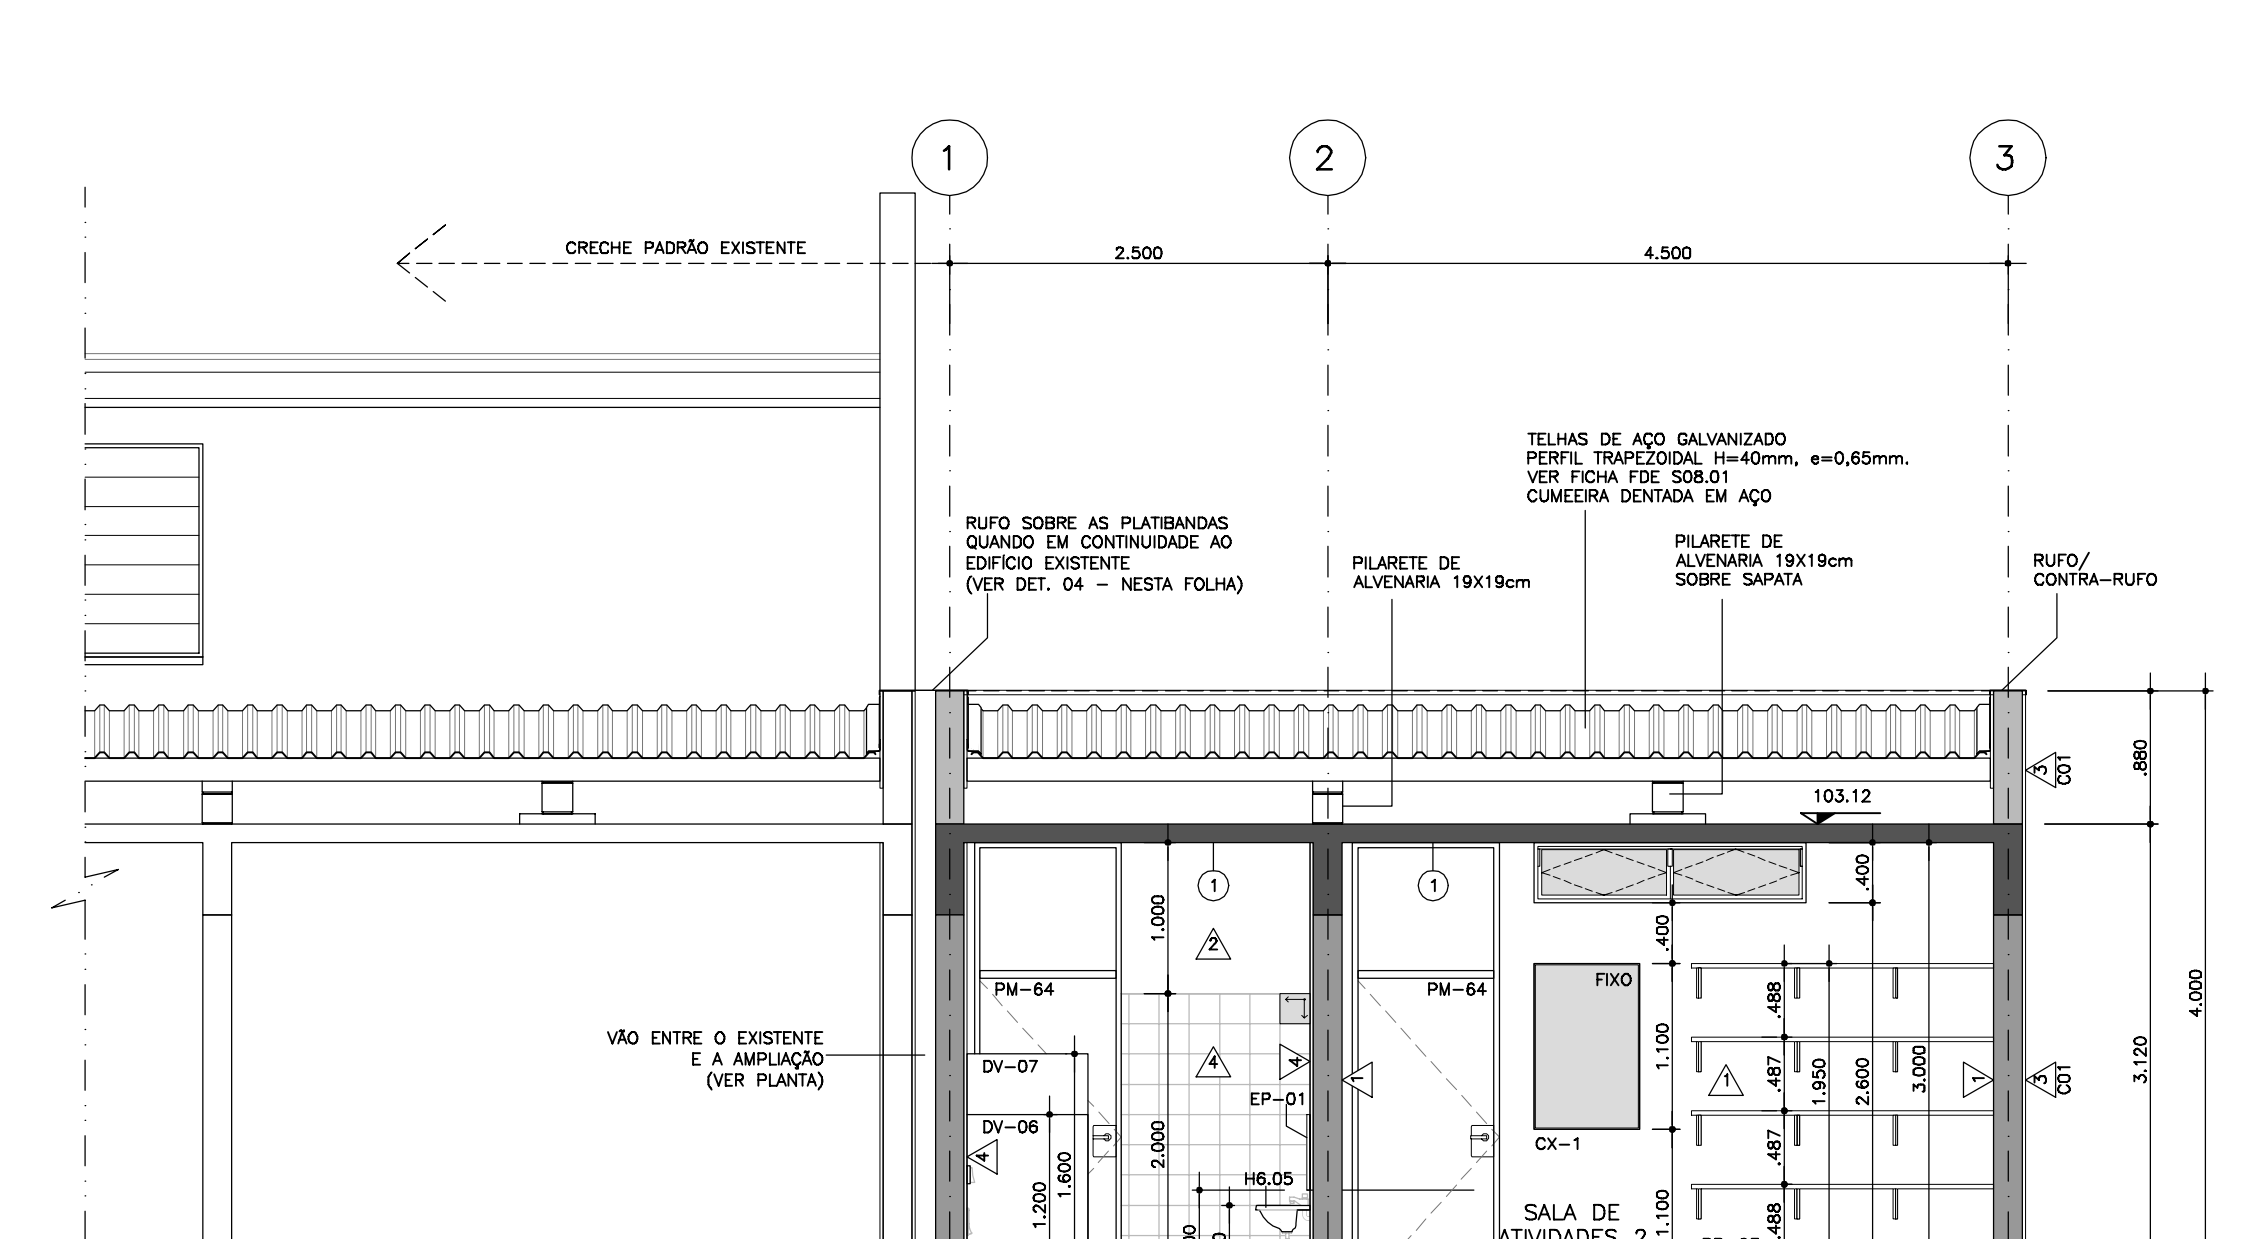 1
2
3
CRECHE PADRÃO EXISTENTE
2.500
4.500
TELHAS DE AÇO GALVANIZADO
PERFIL TRAPEZOIDAL H=40mm, e=0,65mm.
VER FICHA FDE S08.01
CUMEEIRA DENTADA EM AÇO
RUFO SOBRE AS PLATIBANDAS
QUANDO EM CONTINUIDADE AO
EDIFÍCIO EXISTENTE
(VER DET. 04 – NESTA FOLHA)
PILARETE DE
ALVENARIA 19X19cm
PILARETE DE
ALVENARIA 19X19cm
SOBRE SAPATA
RUFO/
CONTRA–RUFO
.880
3
C01
103.12
1.000
1
2
1
.400
.400
FIXO
PM–64
PM–64
.488
4.000
VÃO ENTRE O EXISTENTE
E A AMPLIAÇÃO
(VER PLANTA)
DV–07
4
4
1
1.100
1
.487
1.950
2.600
3.000
1
3
C01
3.120
EP–01
DV–06
4
2.000
CX–1
.487
1.200
1.600
H6.05
SALA DE
ATIVIDADES 2
1.100
.488